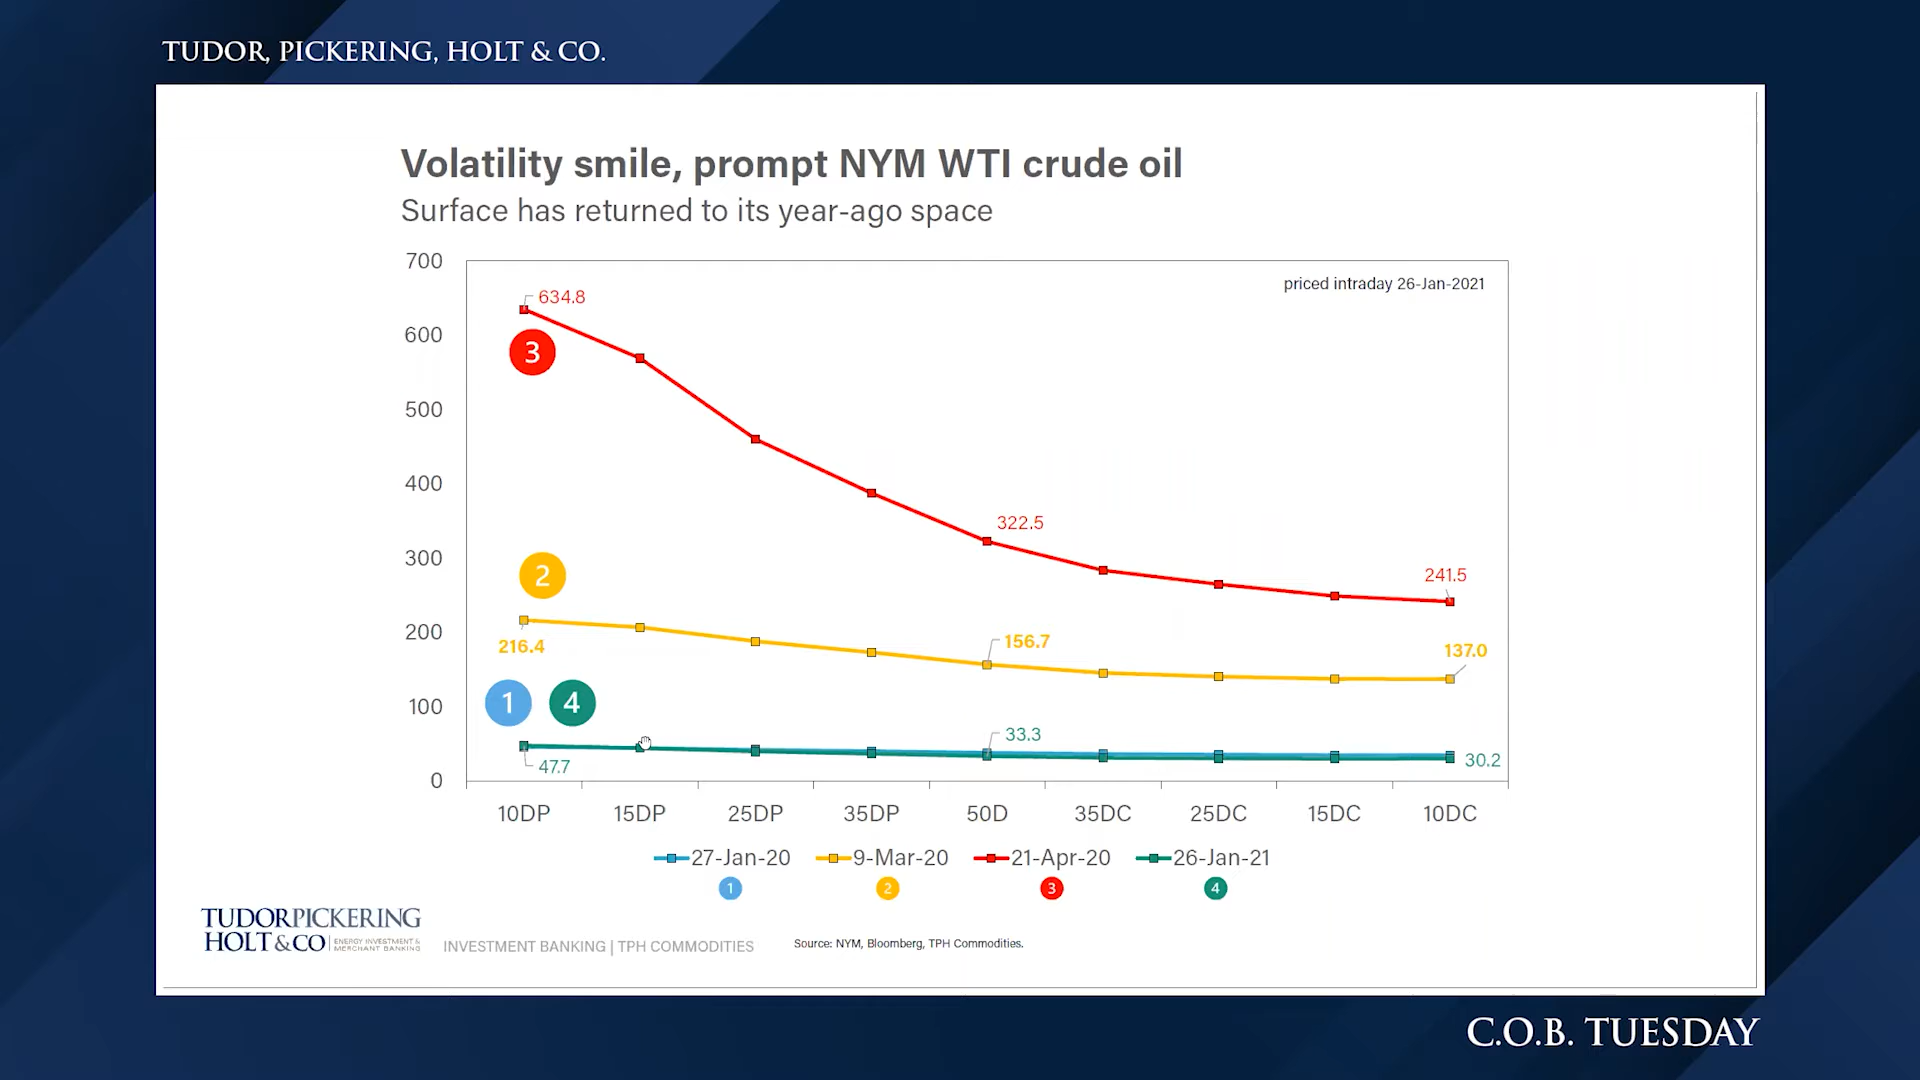 TUDOR, PICKERING, HOLT & CO.
Volatility smile, prompt NYM WTI crude oil
Surface has returned to its year-ago space
priced intraday 26-Jan-2021
700
600
500
400
300
200
100
0
634.8
3
322.5
241.5
2
216.4
156.7
137.0
1 4
47.7
33.3
30.2
10DP 15DP 25DP 35DP 50D 35DC 25DC 15DC 10DC
27-Jan-20 9-Mar-20 21-Apr-20 26-Jan-21
1 2 3 4
TUDORPICKERING
HOLT&CO
ENERGY INVESTMENT &
MERCHANT BANKING
INVESTMENT BANKING | TPH COMMODITIES
Source: NYM, Bloomberg, TPH Commodities.
C.O.B. TUESDAY